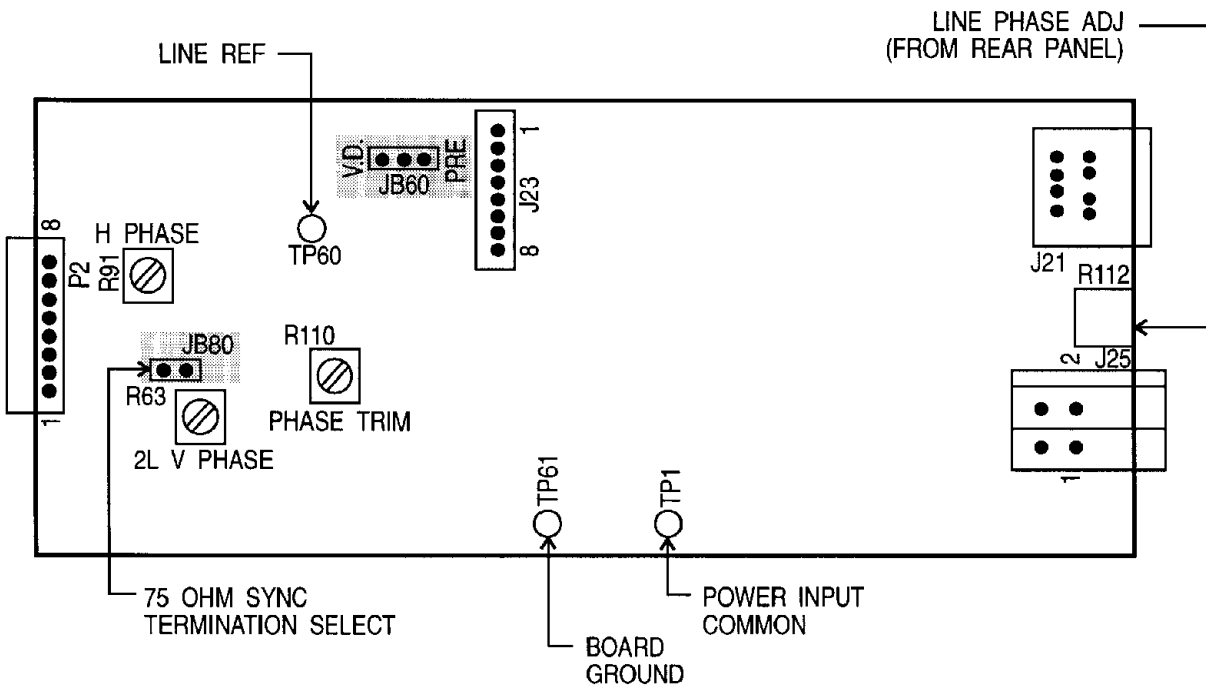 LINE PHASE ADJ
(FROM REAR PANEL)
LINE REF
V.D.
JB60
PRE
1
J23
8
TP60
8
P2
1
H PHASE
R91
J21
R112
2
J25
1
JB80
R63
2L V PHASE
R110
PHASE TRIM
TP61
TP1
75 OHM SYNC
TERMINATION SELECT
BOARD
GROUND
POWER INPUT
COMMON